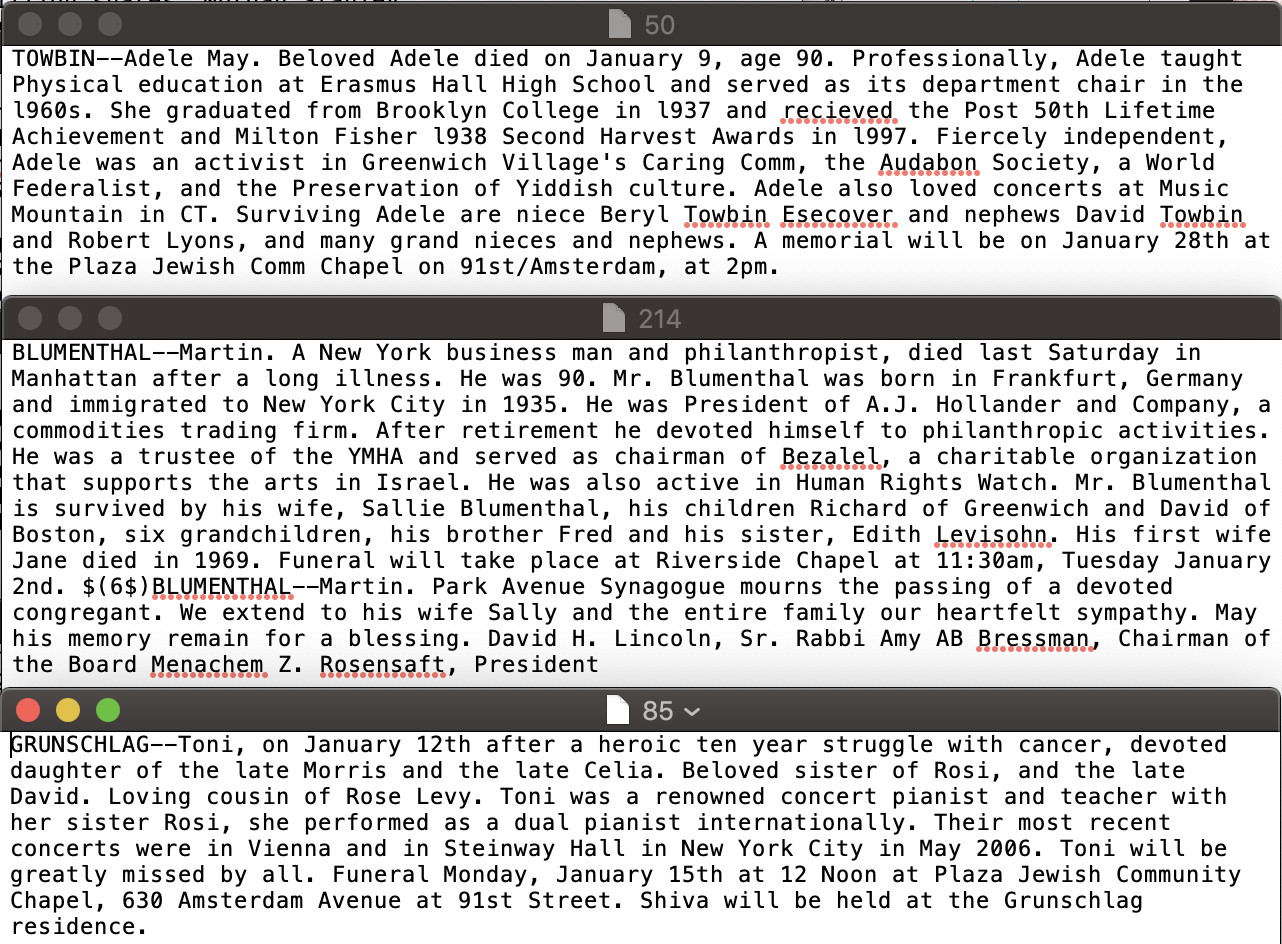 50
TOWBIN--Adele May. Beloved Adele died on January 9, age 90. Professionally, Adele taught
Physical education at Erasmus Hall High School and served as its department chair in the
l960s. She graduated from Brooklyn College in l937 and recieved the Post 50th Lifetime
Achievement and Milton Fisher l938 Second Harvest Awards in l997. Fiercely independent,
Adele was an activist in Greenwich Village's Caring Comm, the Audabon Society, a World
Federalist, and the Preservation of Yiddish culture. Adele also loved concerts at Music
Mountain in CT. Surviving Adele are niece Beryl Towbin Esecover and nephews David Towbin
and Robert Lyons, and many grand nieces and nephews. A memorial will be on January 28th at
the Plaza Jewish Comm Chapel on 91st/Amsterdam, at 2pm.
214
BLUMENTHAL--Martin. A New York business man and philanthropist, died last Saturday in
Manhattan after a long illness. He was 90. Mr. Blumenthal was born in Frankfurt, Germany
and immigrated to New York City in 1935. He was President of A.J. Hollander and Company, a
commodities trading firm. After retirement he devoted himself to philanthropic activities.
He was a trustee of the YMHA and served as chairman of Bezalel, a charitable organization
that supports the arts in Israel. He was also active in Human Rights Watch. Mr. Blumenthal
is survived by his wife, Sallie Blumenthal, his children Richard of Greenwich and David of
Boston, six grandchildren, his brother Fred and his sister, Edith Levisohn. His first wife
Jane died in 1969. Funeral will take place at Riverside Chapel at 11:30am, Tuesday January
2nd. $(6$)BLUMENTHAL--Martin. Park Avenue Synagogue mourns the passing of a devoted
congregant. We extend to his wife Sally and the entire family our heartfelt sympathy. May
his memory remain for a blessing. David H. Lincoln, Sr. Rabbi Amy AB Bressman, Chairman of
the Board Menachem Z. Rosensaft, President
85
GRUNSCHLAG--Toni, on January 12th after a heroic ten year struggle with cancer, devoted
daughter of the late Morris and the late Celia. Beloved sister of Rosi, and the late
David. Loving cousin of Rose Levy. Toni was a renowned concert pianist and teacher with
her sister Rosi, she performed as a dual pianist internationally. Their most recent
concerts were in Vienna and in Steinway Hall in New York City in May 2006. Toni will be
greatly missed by all. Funeral Monday, January 15th at 12 Noon at Plaza Jewish Community
Chapel, 630 Amsterdam Avenue at 91st Street. Shiva will be held at the Grunschlag
residence.